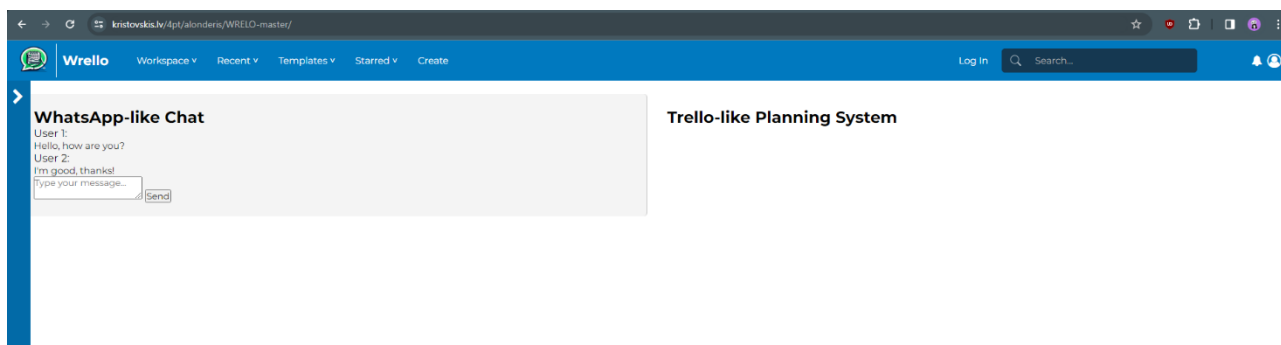 kristovskis.lv/4pt/alonderis/WRELO-master/
Wrello Workspace v Recent v Templates v Starred v Create Log In Search...
WhatsApp-like Chat
User 1:
Hello, how are you?
User 2:
I'm good, thanks!
Type your message...
Send
Trello-like Planning System